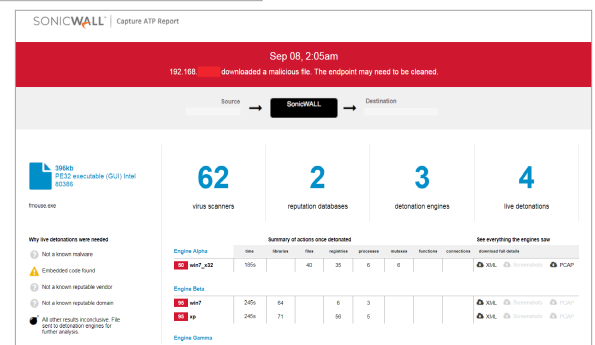 SONICWALL | Capture ATP Report
Sep 08, 2:05am
192.168. downloaded a malicious file. The endpoint may need to be cleaned.
Source → SonicWALL → Destination
396kb
PE32 executable (GUI) Intel
80386
fmouse.exe
62
virus scanners
2
reputation databases
3
detonation engines
4
live detonations
Why live detonations were needed
Not a known malware
Embedded code found
Not a known reputable vendor
Not a known reputable domain
All other results inconclusive. File
sent to detonation engines for
further analysis.
Summary of actions once detonated
See everything the engines saw
Engine Alpha time libraries files registries processes mutexes functions connections download full details
50 win7_x32 185s 40 35 6 6 XML Screenshots PCAP
Engine Beta
95 win7 245s 64 6 3 XML Screenshots PCAP
95 xp 245s 71 56 5 XML Screenshots PCAP
Engine Gamma